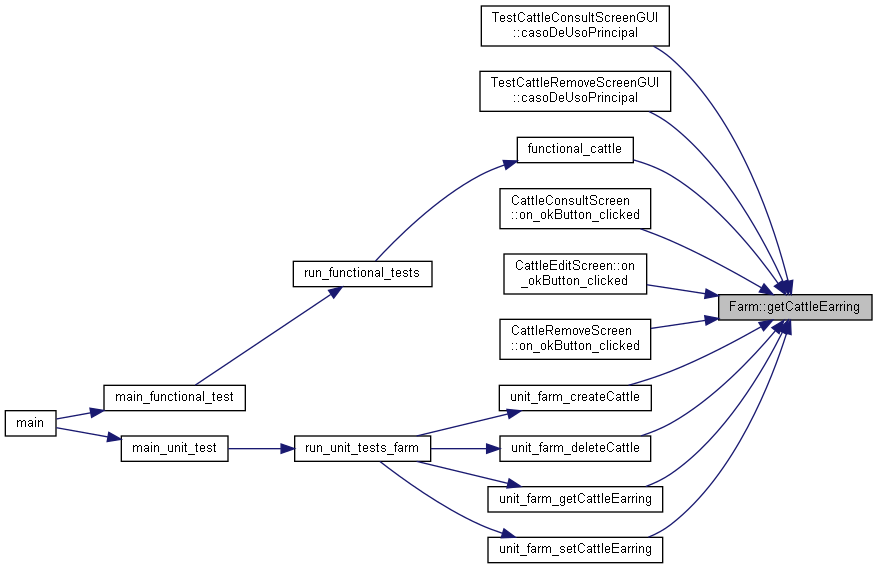 TestCattleConsultScreenGUI
::casoDeUsoPrincipal
TestCattleRemoveScreenGUI
::casoDeUsoPrincipal
functional_cattle
CattleConsultScreen
::on_okButton_clicked
run_functional_tests
CattleEditScreen::on
_okButton_clicked
Farm::getCattleEarring
CattleRemoveScreen
::on_okButton_clicked
main_functional_test
unit_farm_createCattle
main
main_unit_test
run_unit_tests_farm
unit_farm_deleteCattle
unit_farm_getCattleEarring
unit_farm_setCattleEarring